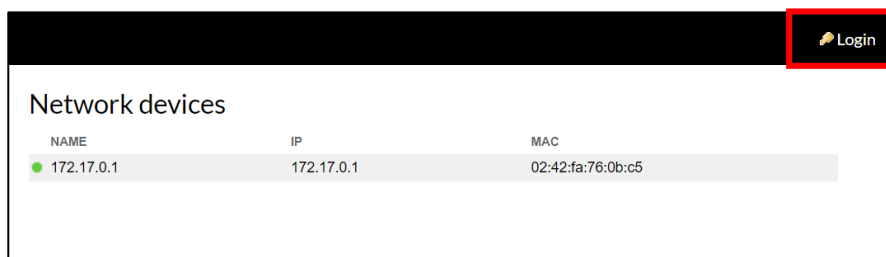 Login
Network devices
NAME IP MAC
172.17.0.1 172.17.0.1 02:42:fa:76:0b:c5